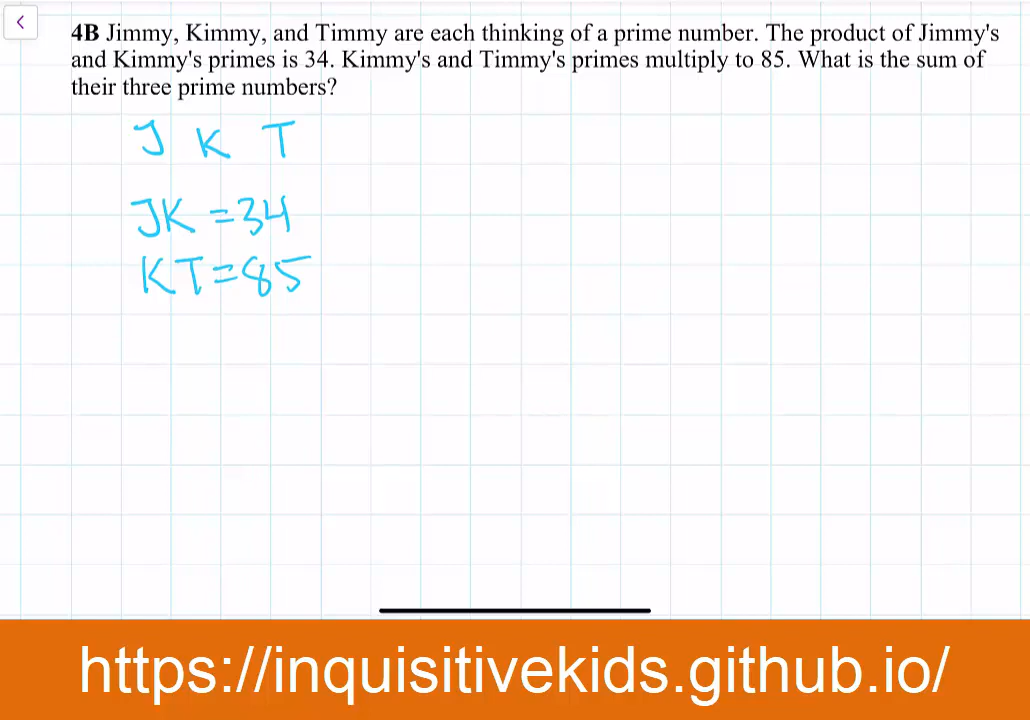 4B Jimmy, Kimmy, and Timmy are each thinking of a prime number. The product of Jimmy's
and Kimmy's primes is 34. Kimmy's and Timmy's primes multiply to 85. What is the sum of
their three prime numbers?
J K T
JK = 34
KT = 85
https://inquisitivekids.github.io/